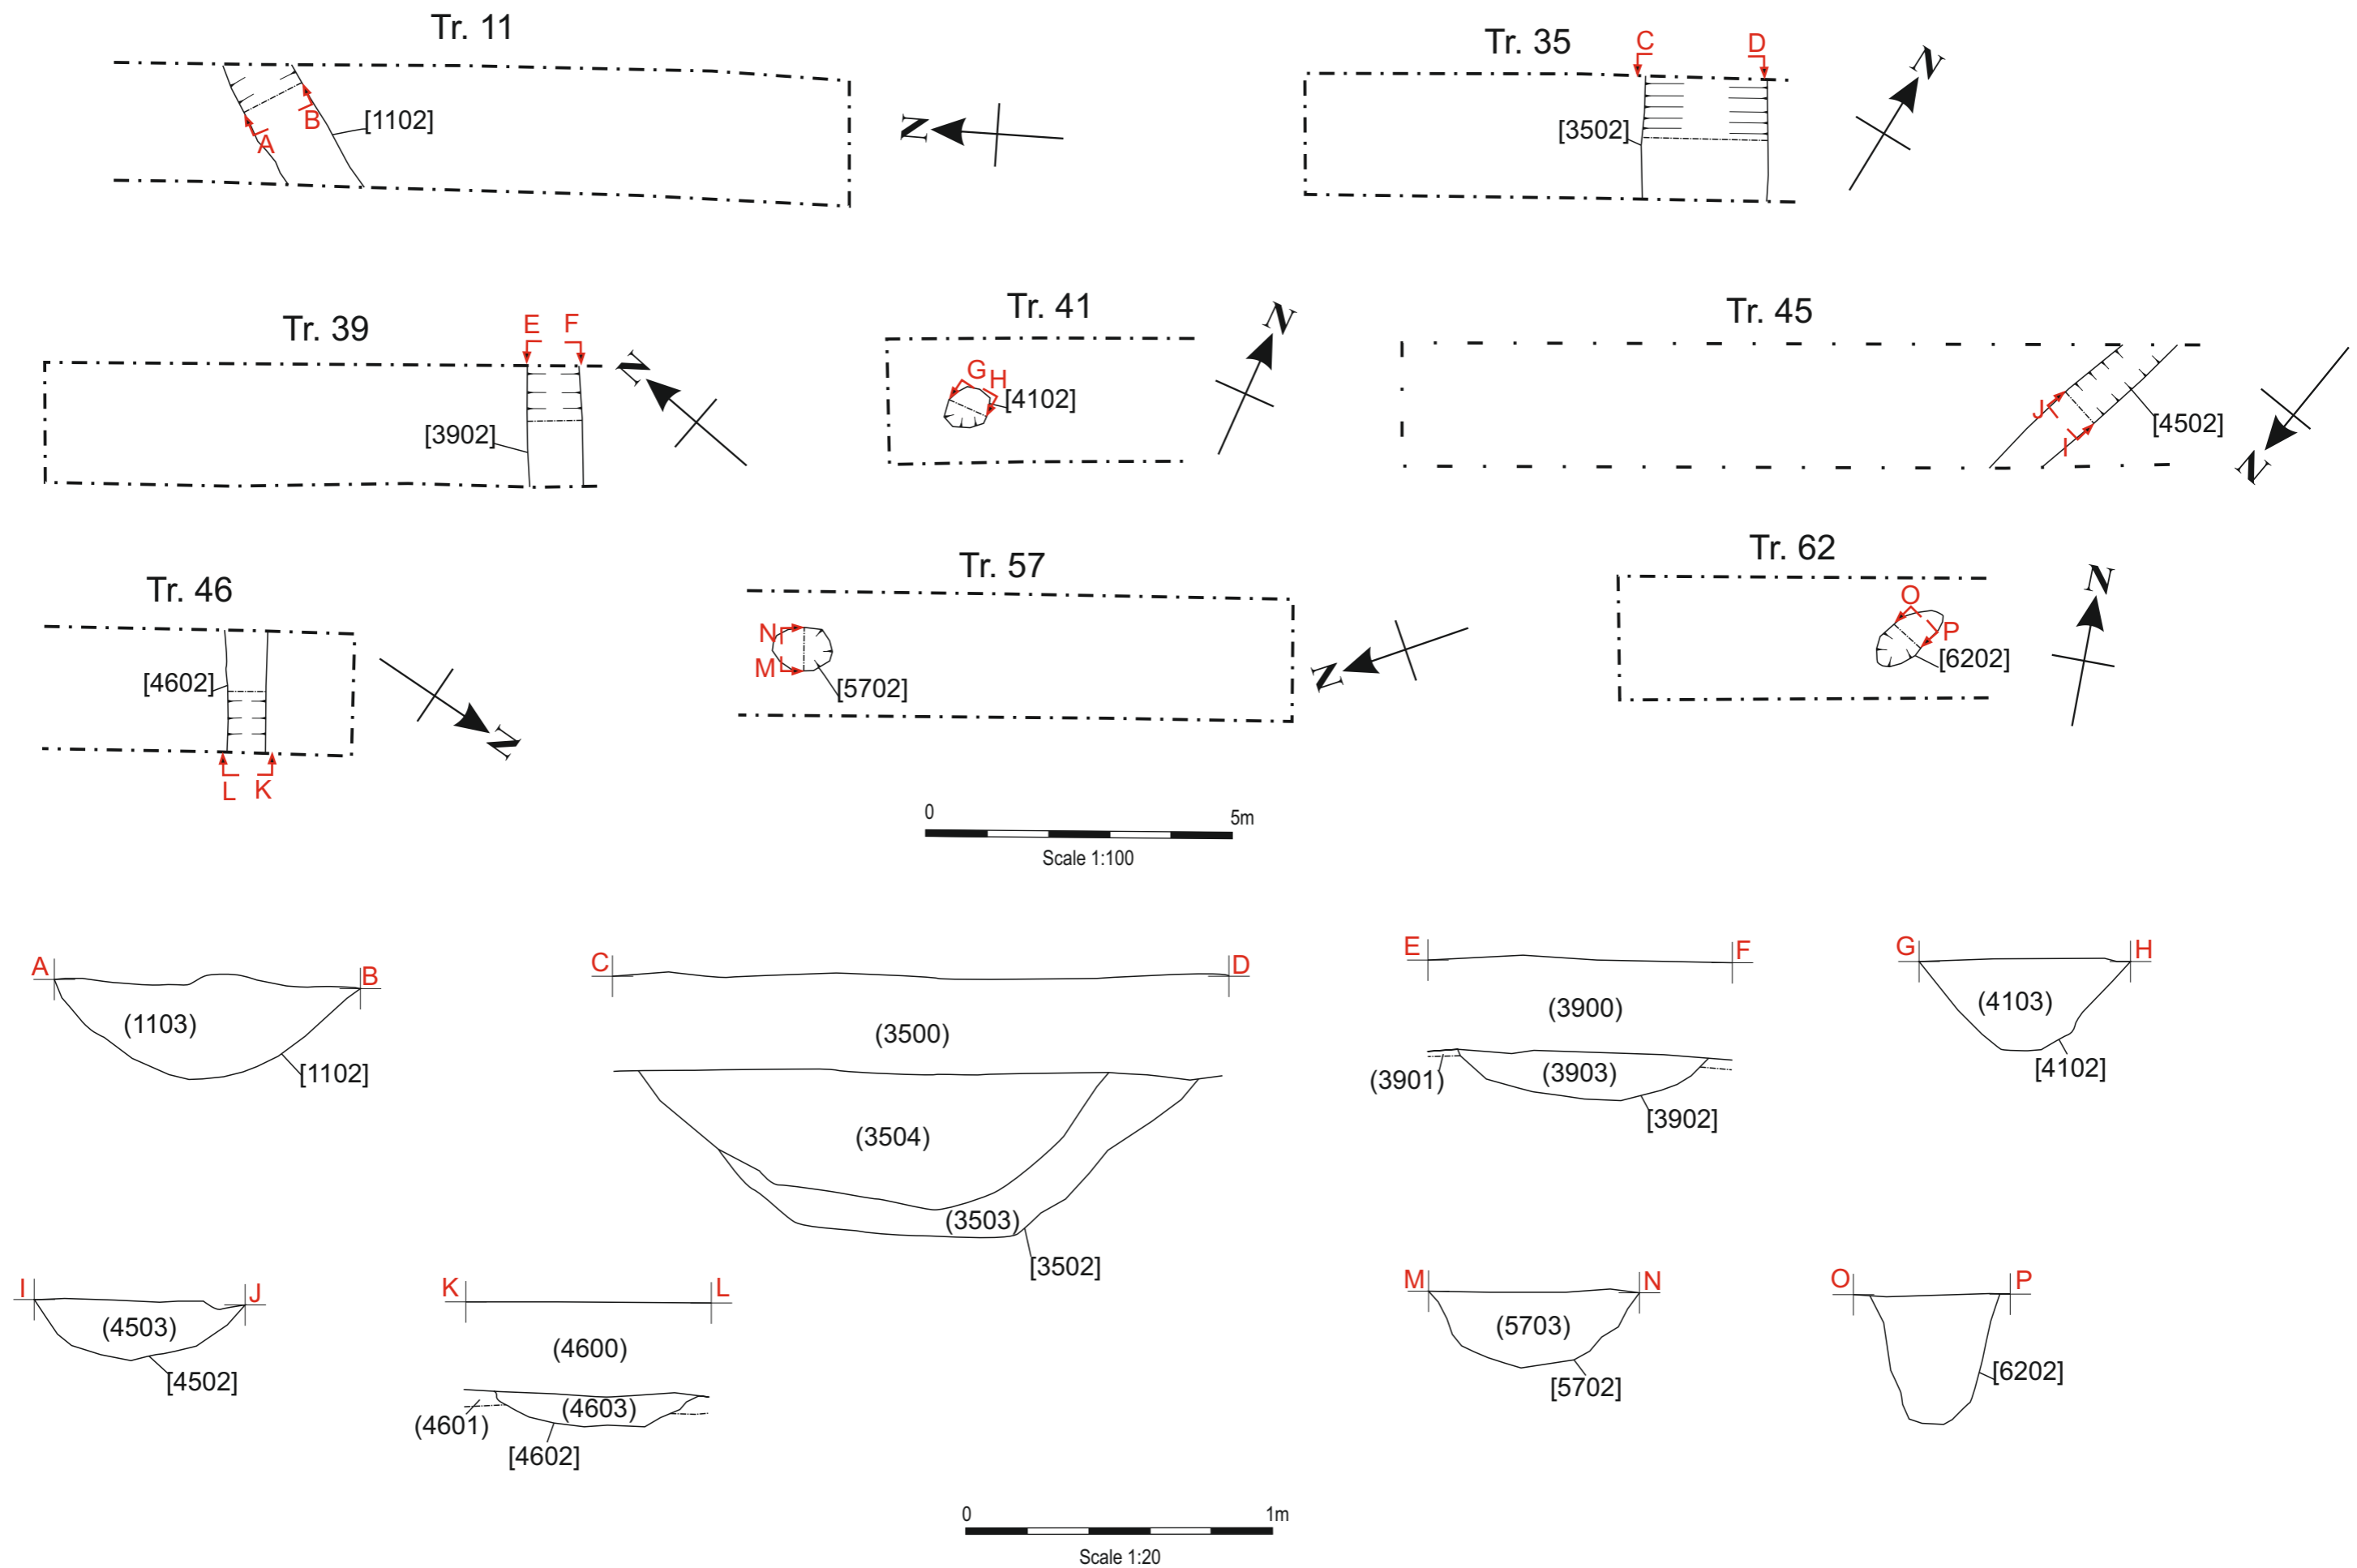 Tr. 11
A
B
[1102]
N
Tr. 35
C
D
[3502]
N
Tr. 39
E
F
[3902]
N
Tr. 41
G
H
[4102]
N
Tr. 45
J
I
[4502]
N
Tr. 46
[4602]
L
K
N
Tr. 57
N
M
[5702]
N
Tr. 62
O
P
[6202]
N
0
5m
Scale 1:100
A
B
(1103)
[1102]
C
D
(3500)
(3504)
(3503)
[3502]
E
F
(3900)
(3901)
(3903)
[3902]
G
H
(4103)
[4102]
I
J
(4503)
[4502]
K
L
(4600)
(4601)
(4603)
[4602]
M
N
(5703)
[5702]
O
P
[6202]
0
1m
Scale 1:20